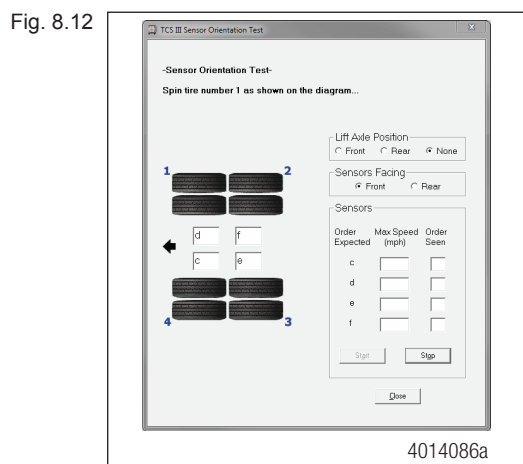 Fig. 8.12
TCS III Sensor Orientation Test
x
-Sensor Orientation Test-
Spin tire number 1 as shown on the diagram...
1
2
d
f
c
e
4
3
Lift Axle Position
Front Rear None
Sensors Facing
Front Rear
Sensors
Order Expected Max Speed (mph) Order Seen
c
d
e
f
Start Stop
Close
4014086a